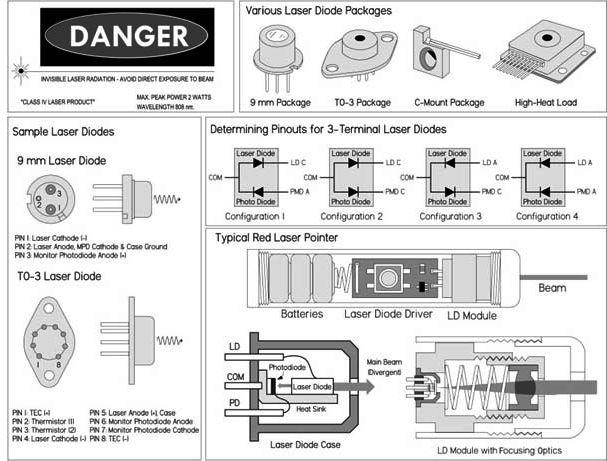 DANGER
INVISIBLE LASER RADIATION - AVOID DIRECT EXPOSURE TO BEAM
"CLASS IV LASER PRODUCT"
MAX. PEAK POWER 2 WATTS
WAVELENGTH 808 nm.
Various Laser Diode Packages
9 mm Package
TO-3 Package
C-Mount Package
High-Heat Load
Sample Laser Diodes
9 mm Laser Diode
3
2
1
PIN 1: Laser Cathode (-)
PIN 2: Laser Anode, MPD Cathode & Case Ground
PIN 3: Monitor Photodiode Anode (-)
TO-3 Laser Diode
1 8
PIN 1: TEC (+)
PIN 2: Thermistor (1)
PIN 3: Thermistor (2)
PIN 4: Laser Cathode (-)
PIN 5: Laser Anode (+), Case
PIN 6: Monitor Photodiode Anode
PIN 7: Monitor Photodiode Cathode
PIN 8: TEC (-)
Determining Pinouts for 3-Terminal Laser Diodes
Laser Diode
LD C
COM
PMD A
Photo Diode
Configuration 1
Laser Diode
LD C
COM
PMD C
Photo Diode
Configuration 2
Laser Diode
LD A
COM
PMD C
Photo Diode
Configuration 3
Laser Diode
LD A
COM
PMD A
Photo Diode
Configuration 4
Typical Red Laser Pointer
Beam
Batteries
Laser Diode Driver
LD Module
LD
COM
PD
Photodiode
Laser Diode
Heat Sink
Laser Diode Case
Main Beam
(Divergent)
LD Module with Focusing Optics